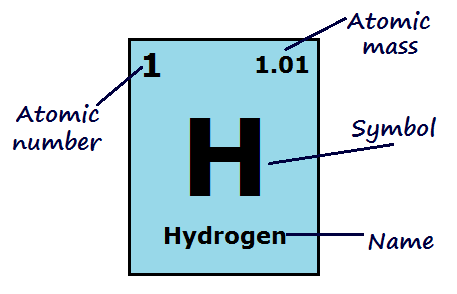 Atomic
mass
1
1.01
Atomic
number
H
Symbol
Hydrogen
Name